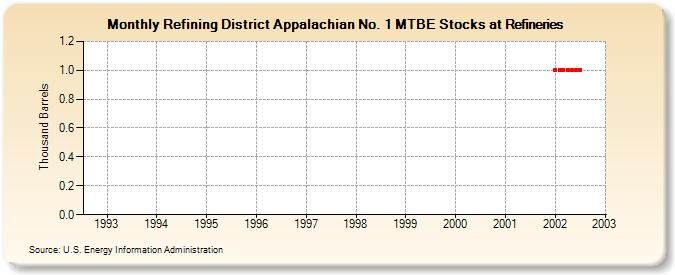 Monthly Refining District Appalachian No. 1 MTBE Stocks at Refineries
Thousand Barrels
1.2
1.0
0.8
0.6
0.4
0.2
0.0
1993 1994 1995 1996 1997 1998 1999 2000 2001 2002 2003
Source: U.S. Energy Information Administration